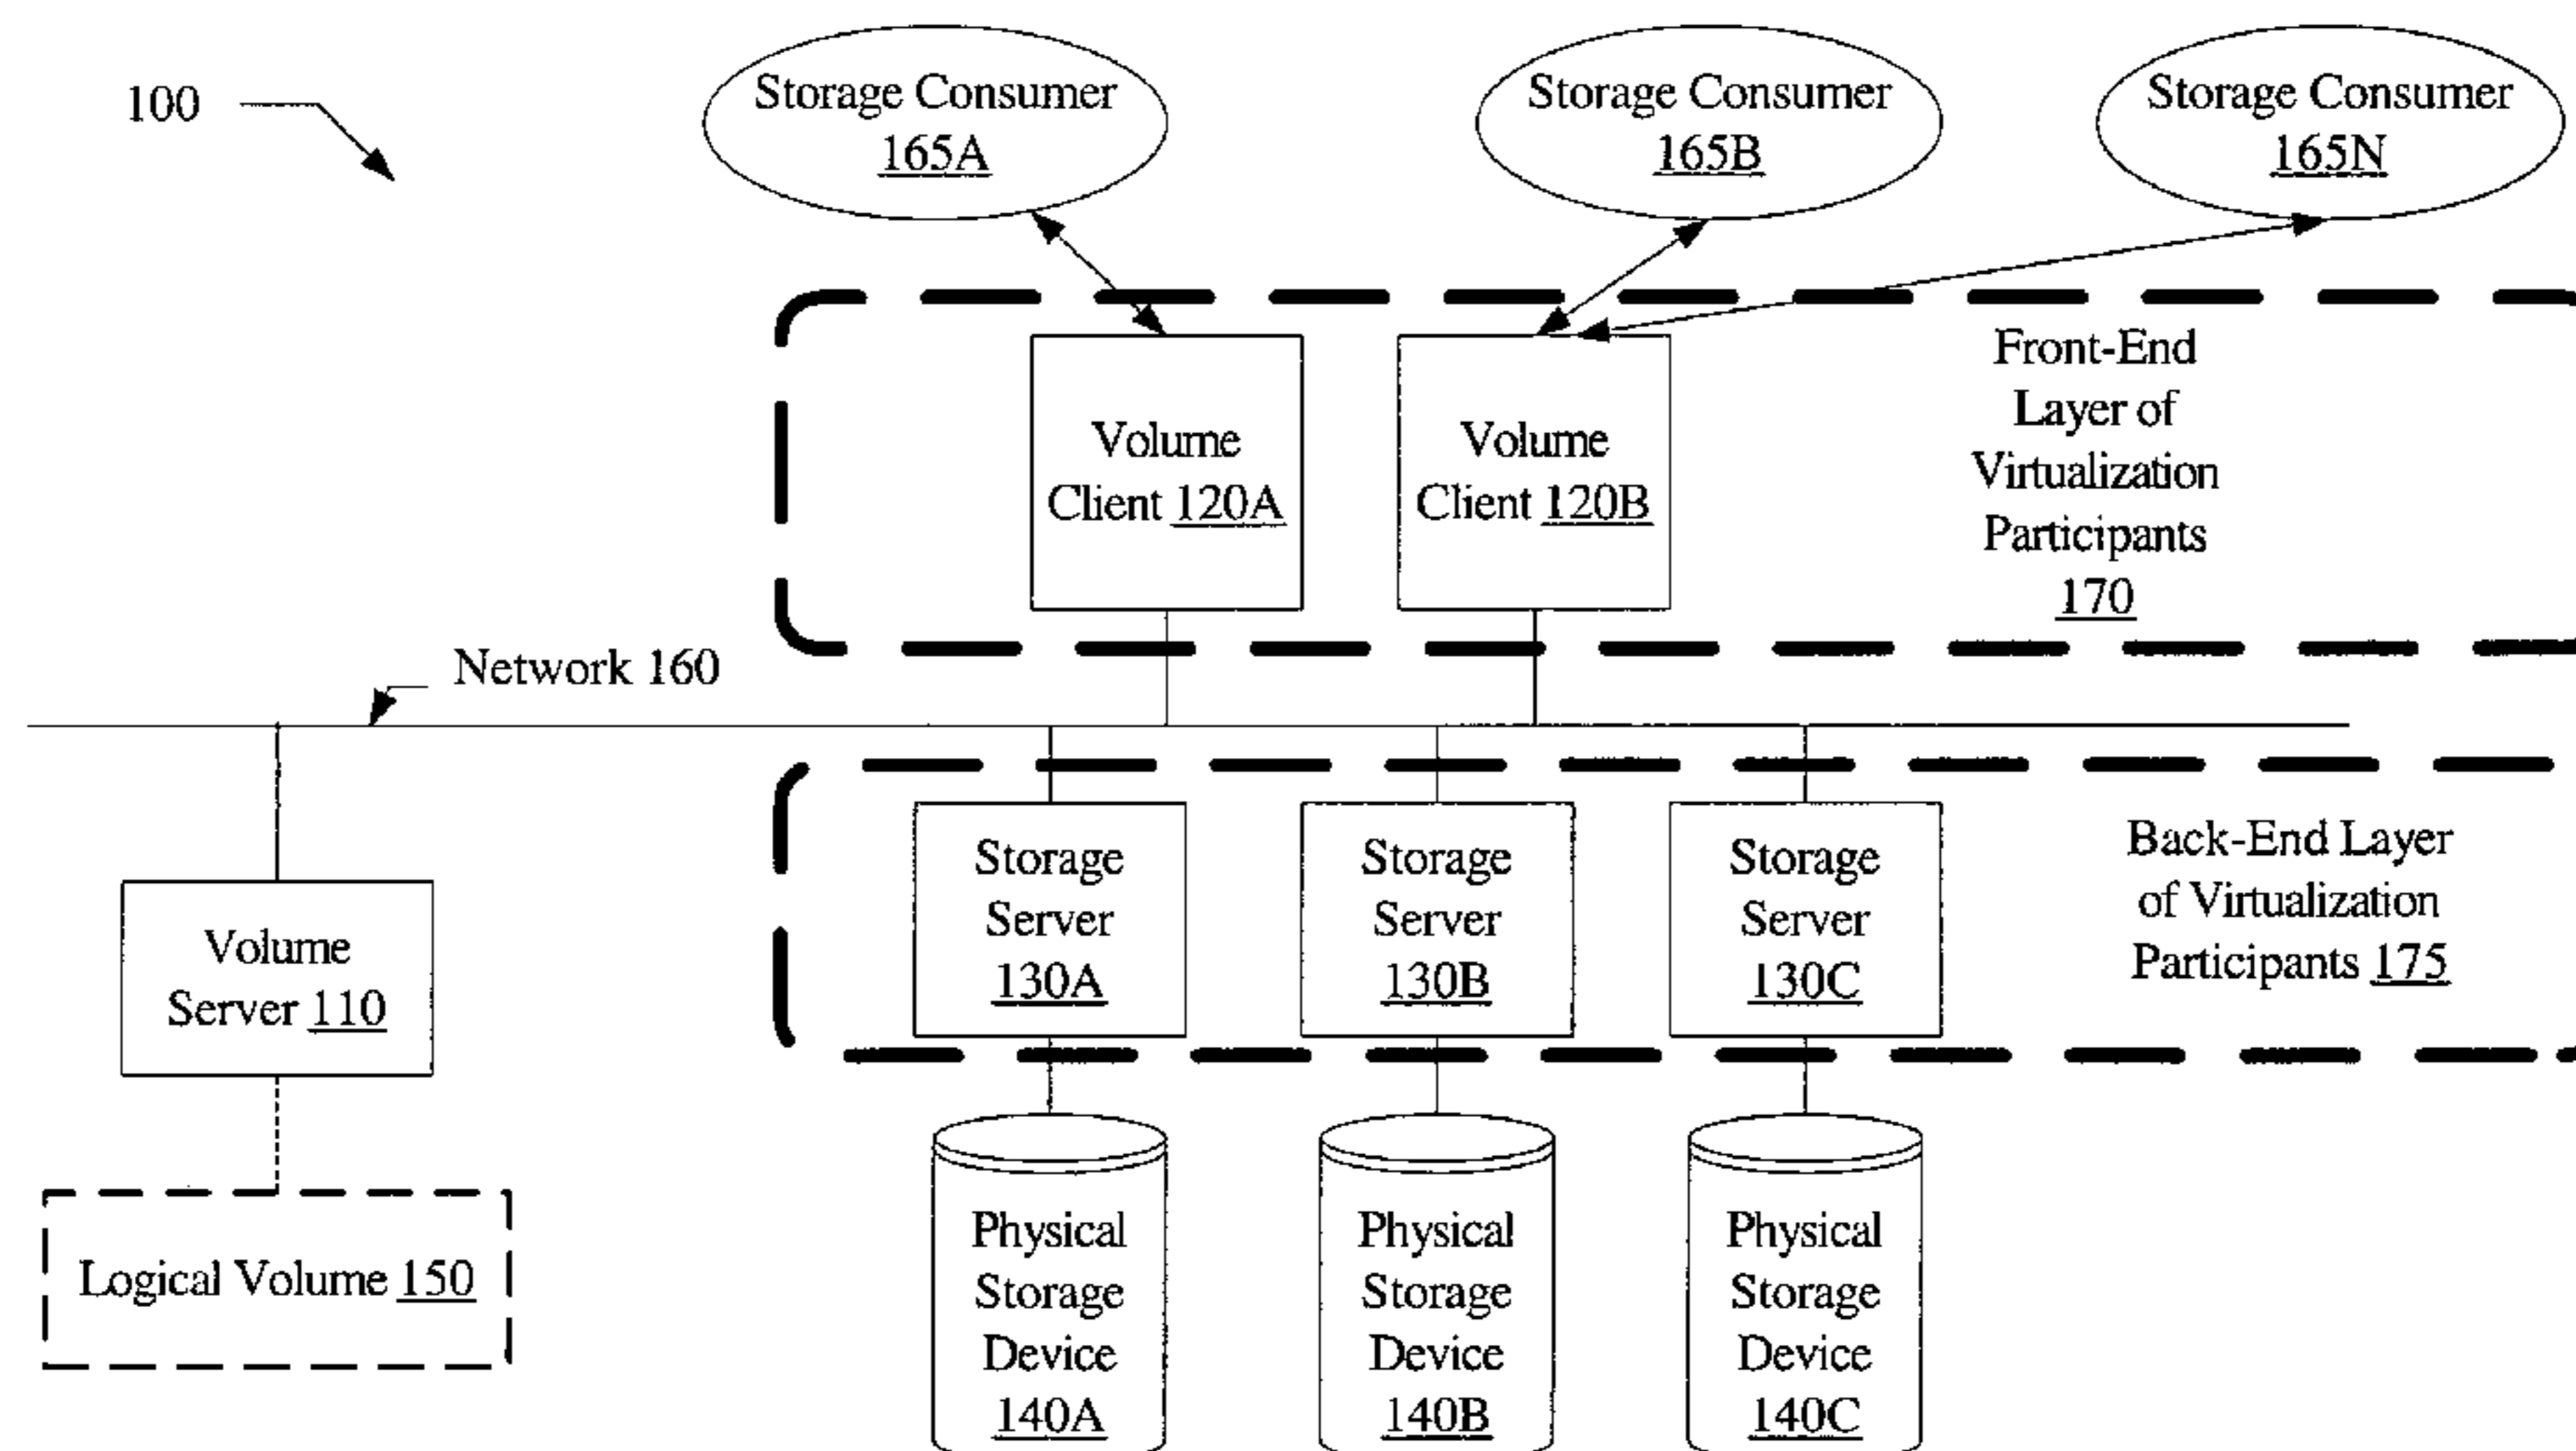 100
Storage Consumer
165A
Storage Consumer
165B
Storage Consumer
165N
Volume
Client 120A
Volume
Client 120B
Front-End
Layer of
Virtualization
Participants
170
Network 160
Volume
Server 110
Storage
Server
130A
Storage
Server
130B
Storage
Server
130C
Back-End Layer
of Virtualization
Participants 175
Logical Volume 150
Physical
Storage
Device
140A
Physical
Storage
Device
140B
Physical
Storage
Device
140C